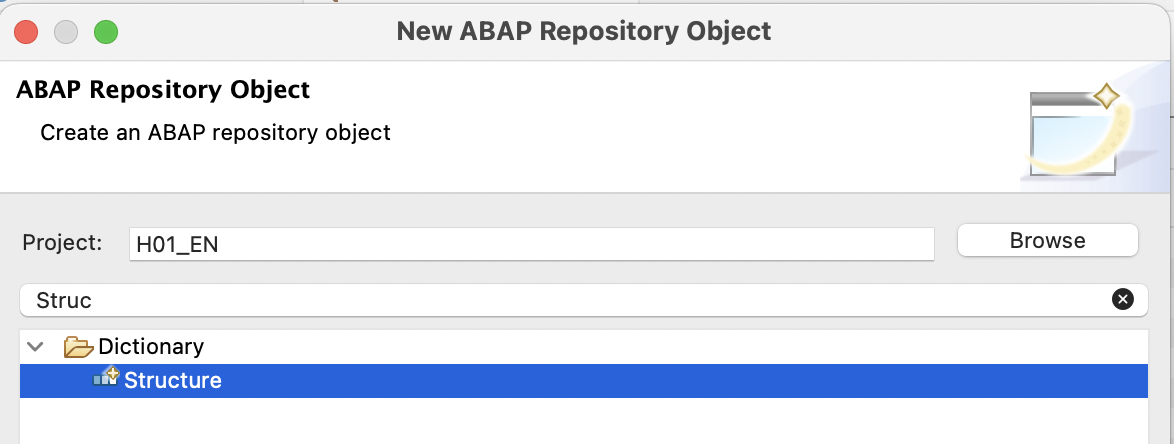 New ABAP Repository Object
ABAP Repository Object
Create an ABAP repository object
Project: H01_EN Browse
Struc
Dictionary
Structure